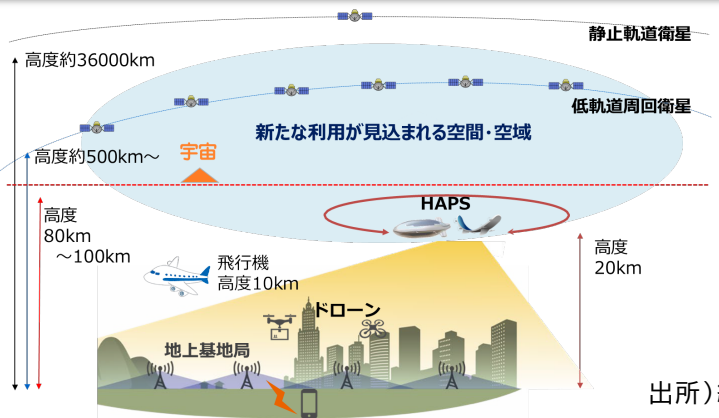 静止軌道衛星
高度約36000km
低軌道周回衛星
新たな利用が見込まれる空間・空域
高度約500km～
宇宙
HAPS
高度
80km
～100km
高度
20km
飛行機
高度10km
ドローン
地上基地局
出所)